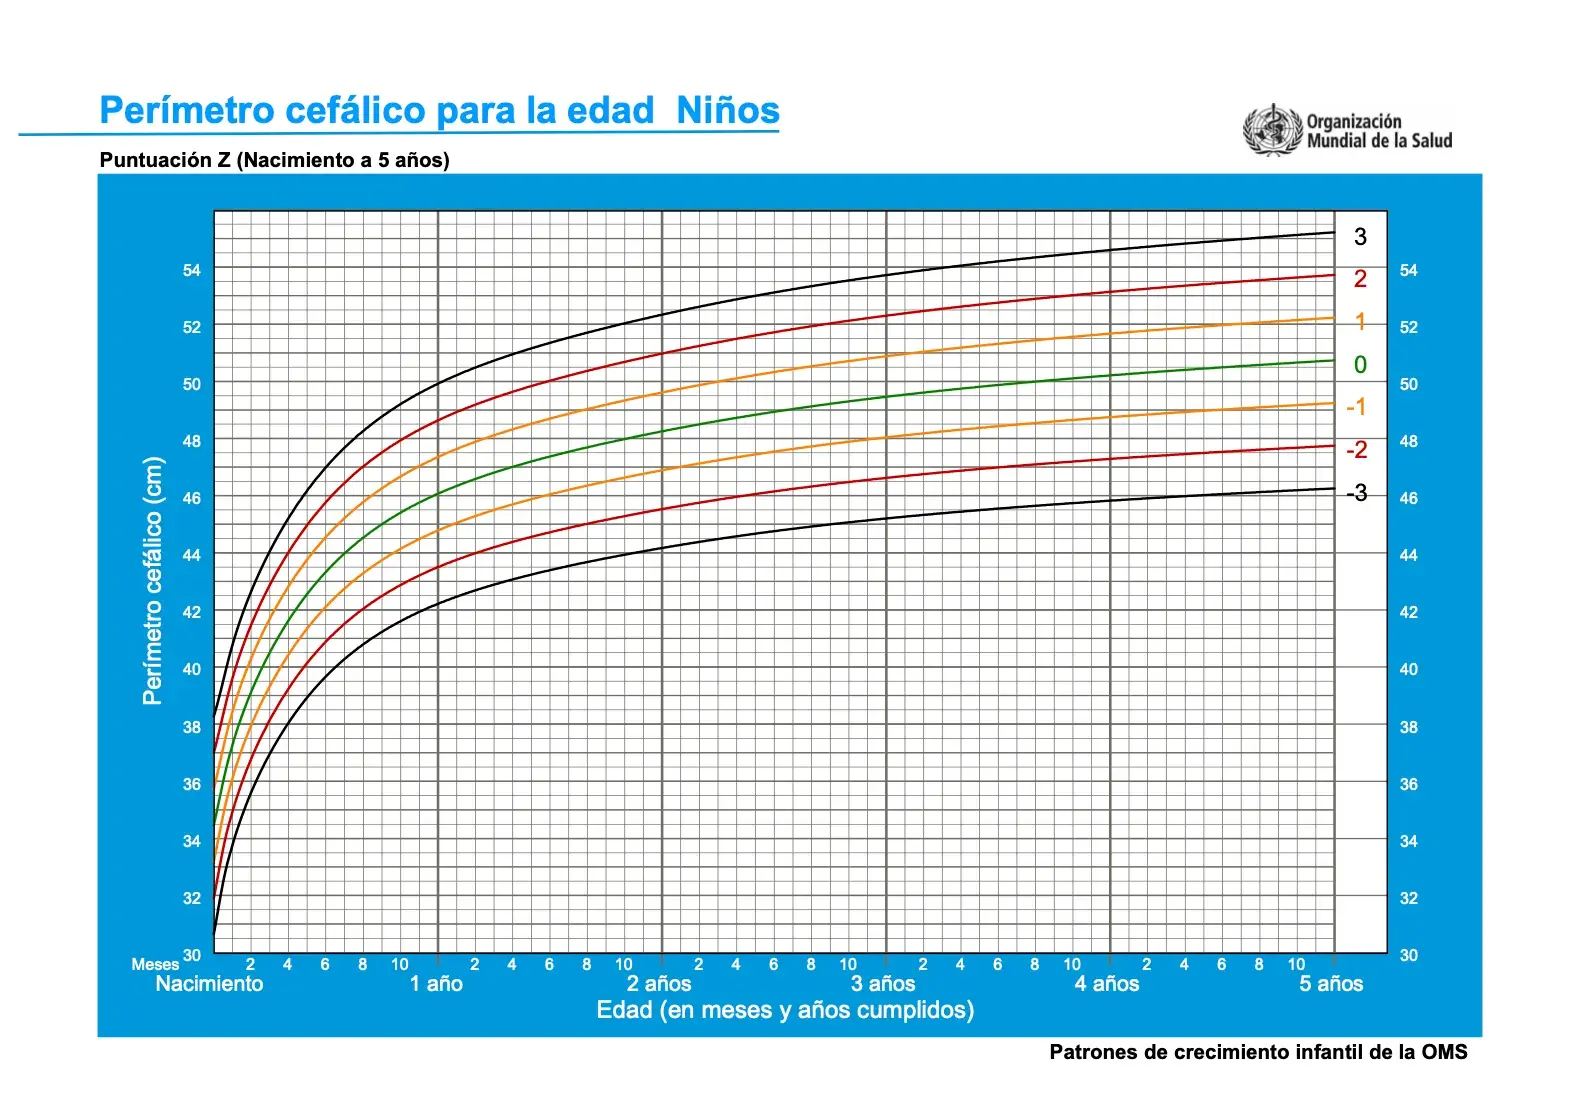 Perímetro cefálico para la edad  Niños
Organización
Mundial de la Salud
Puntuación Z (Nacimiento a 5 años)
3
54 54
2
52 1 52
0
50 50
-1
48 48
-2
46 -3 46
44 44
42 42
40 40
38 38
36 36
34 34
32 32
30 30
Perímetro cefálico (cm)
Meses 2 4 6 8 10 2 4 6 8 10 2 4 6 8 10 2 4 6 8 10 2 4 6 8 10
Nacimiento 1 año 2 años 3 años 4 años 5 años
Edad (en meses y años cumplidos)
Patrones de crecimiento infantil de la OMS